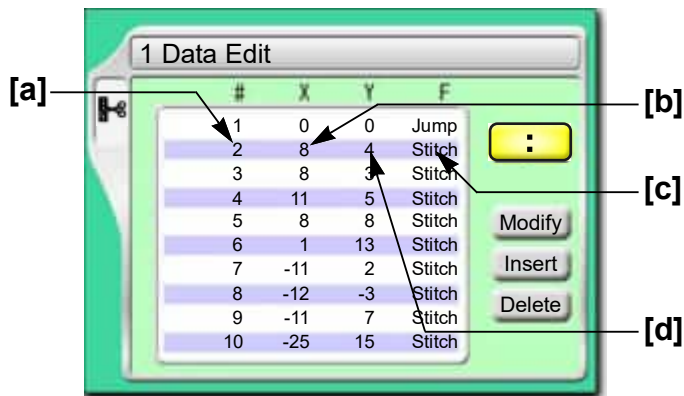 1 Data Edit
[a]
# X Y F
[b]
1 0 0 Jump
:
2 8 4 Stitch
3 8 3 Stitch
[c]
4 11 5 Stitch
5 8 8 Stitch
Modify
6 1 13 Stitch
7 -11 2 Stitch
Insert
8 -12 -3 Stitch
Delete
9 -11 7 Stitch
[d]
10 -25 15 Stitch